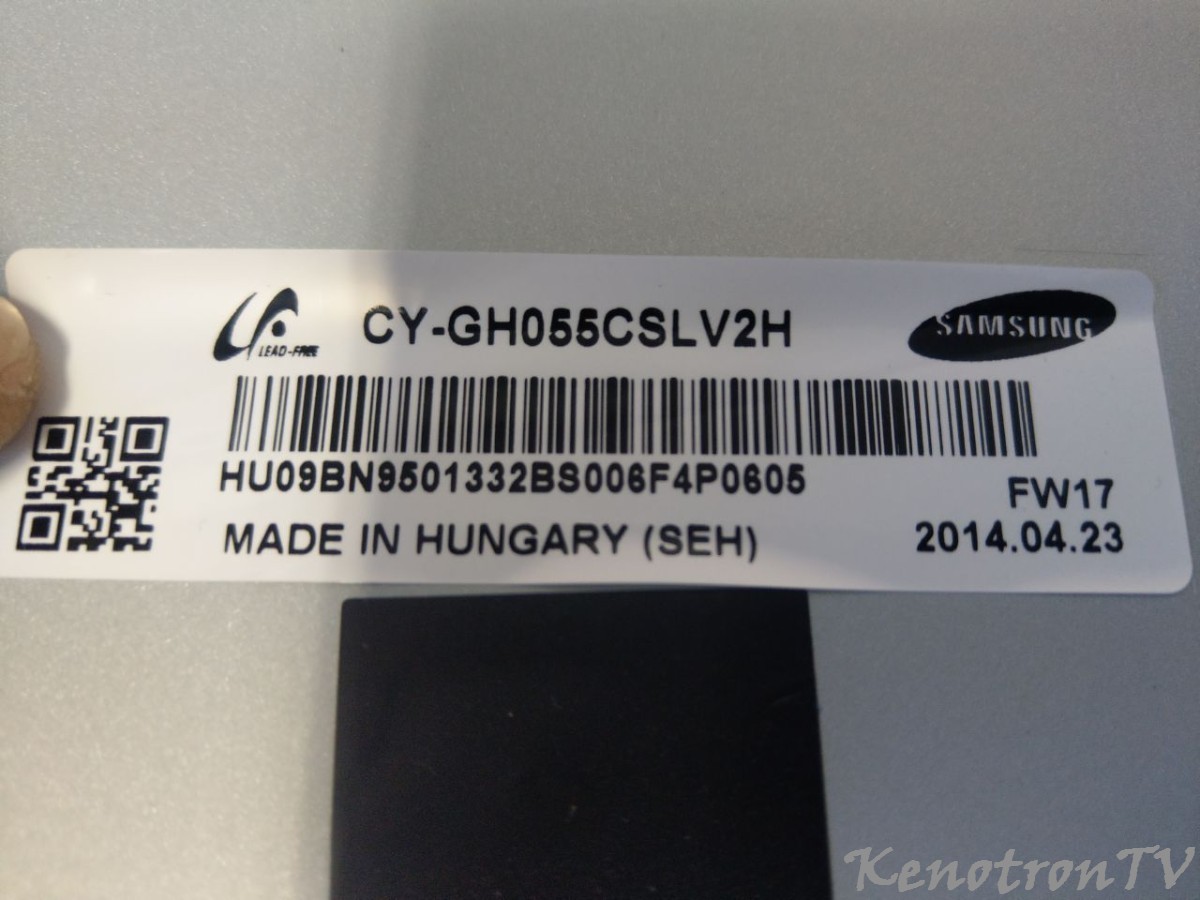 LEAD-FREE
CY-GH055CSLV2H
SAMSUNG
HU09BN9501332BS006F4P0605
FW17
MADE IN HUNGARY (SEH)
2014.04.23
KenotronTV